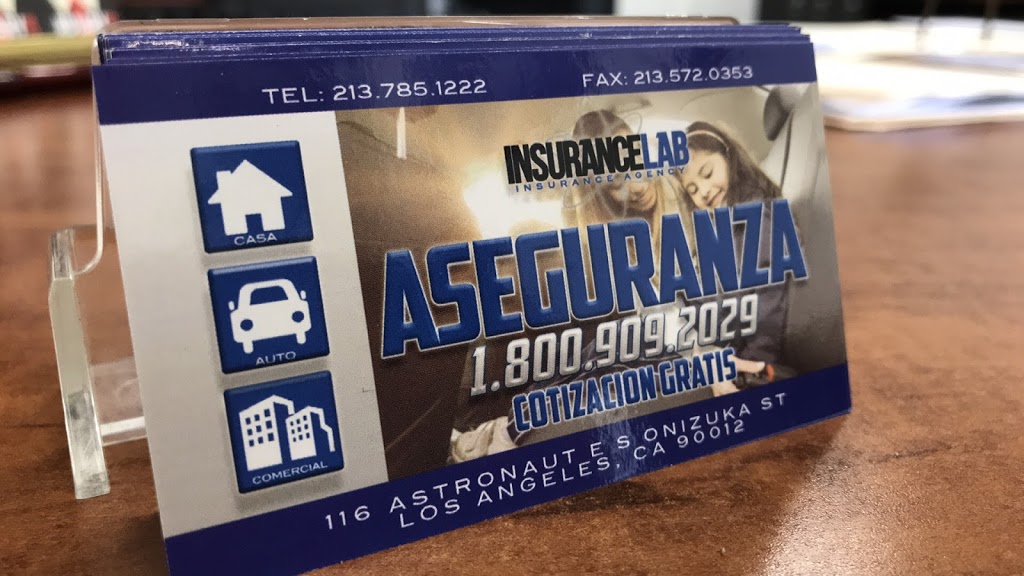 TEL: 213.785.1222
FAX: 213.572.0353
INSURANCELAB
INSURANCE AGENCY
CASA
AUTO
COMERCIAL
ASEGURANZA
1.800.909.2029
COTIZACION GRATIS
116 ASTRONAUT E S ONIZUKA ST
LOS ANGELES, CA 90012